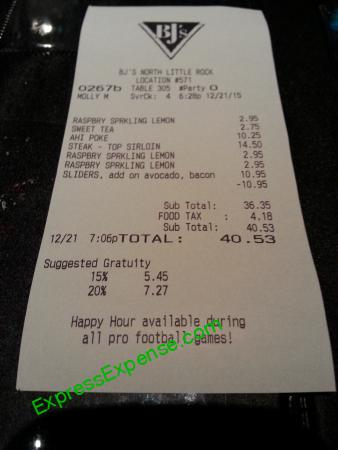 BJ's
BJ'S NORTH LITTLE ROCK
LOCATION #571
0267b TABLE 305 #Party 0
MOLLY M SvrCk: 4 6:28p 12/21/15
RASPBRY SPRKLING LEMON 2.95
SWEET TEA 2.75
AHI POKE 10.25
STEAK - TOP SIRLOIN 14.50
RASPBRY SPRKLING LEMON 2.95
RASPBRY SPRKLING LEMON 2.95
SLIDERS, add on avocado, bacon 10.95
-10.95
Sub Total: 36.35
FOOD TAX : 4.18
Sub Total: 40.53
12/21 7:06pTOTAL: 40.53
Suggested Gratuity
15% 5.45
20% 7.27
Happy Hour available during
all pro football games!
ExpressExpense.com